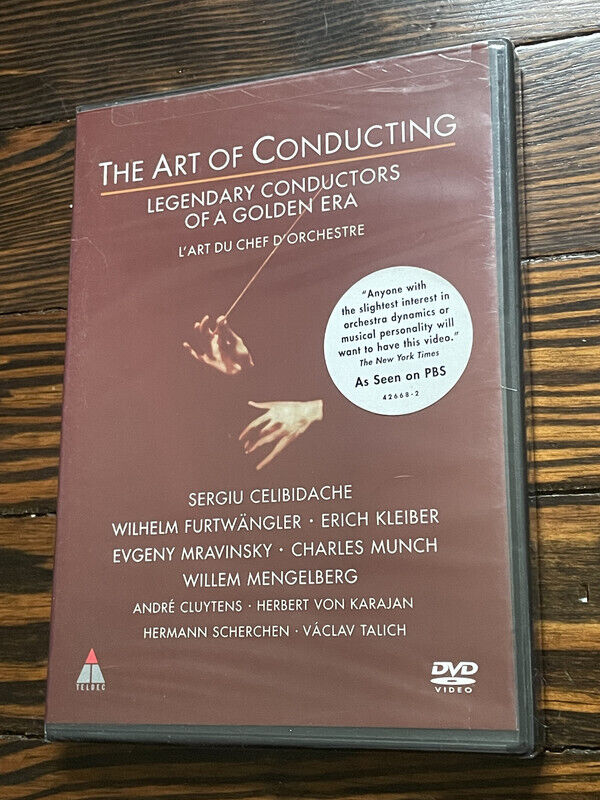 THE ART OF CONDUCTING
LEGENDARY CONDUCTORS
OF A GOLDEN ERA
L'ART DU CHEF D'ORCHESTRE
"Anyone with
the slightest interest in
orchestra dynamics or
musical personality will
want to have this video."
The New York Times
As Seen on PBS
42668-2
SERGIU CELIBIDACHE
WILHELM FURTWÄNGLER · ERICH KLEIBER
EVGENY MRAVINSKY · CHARLES MUNCH
WILLEM MENGELBERG
ANDRÉ CLUYTENS · HERBERT VON KARAJAN
HERMANN SCHERCHEN · VÁCLAV TALICH
TELDEC
DVD
VIDEO